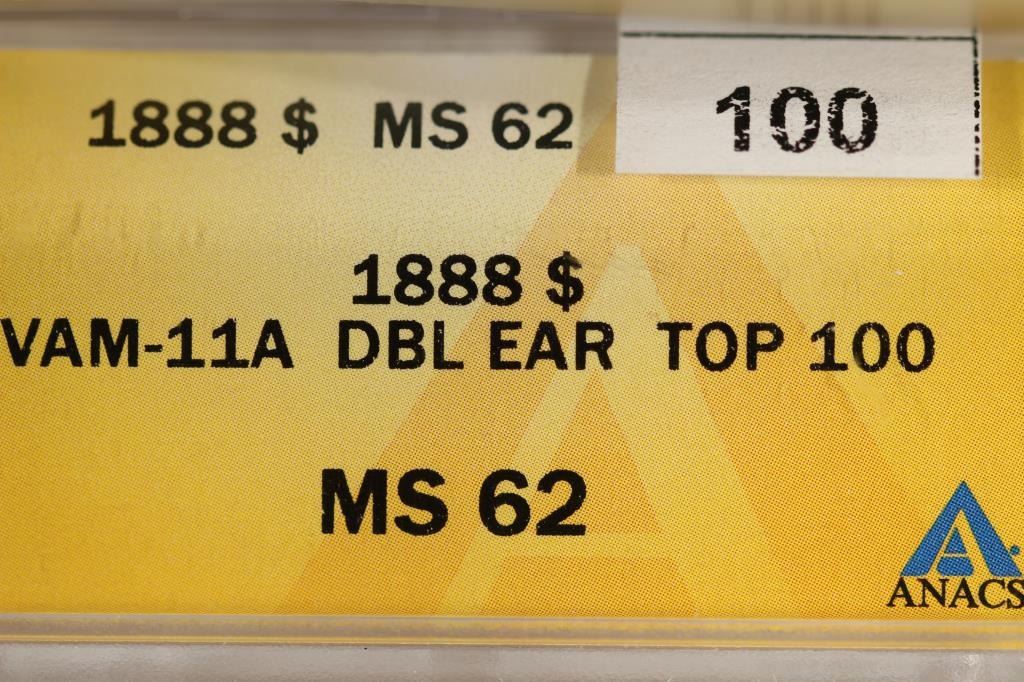 1888 $ MS 62 100
1888 $
VAM-11A DBL EAR TOP 100
MS 62
ANACS